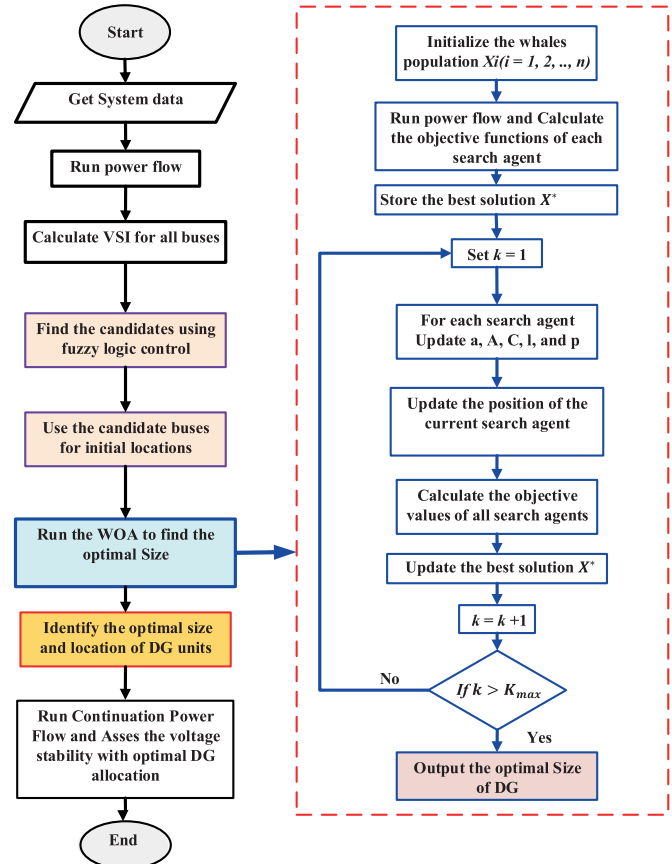 Start
Get System data
Run power flow
Calculate VSI for all buses
Find the candidates using
fuzzy logic control
Use the candidate buses
for initial locations
Run the WOA to find the
optimal Size
Identify the optimal size
and location of DG units
Run Continuation Power
Flow and Asses the voltage
stability with optimal DG
allocation
End
Initialize the whales
population Xi(i = 1, 2, .., n)
Run power flow and Calculate
the objective functions of each
search agent
Store the best solution X*
Set k = 1
For each search agent
Update a, A, C, l, and p
Update the position of the
current search agent
Calculate the objective
values of all search agents
Update the best solution X*
k = k +1
If k > Kmax
No
Yes
Output the optimal Size
of DG